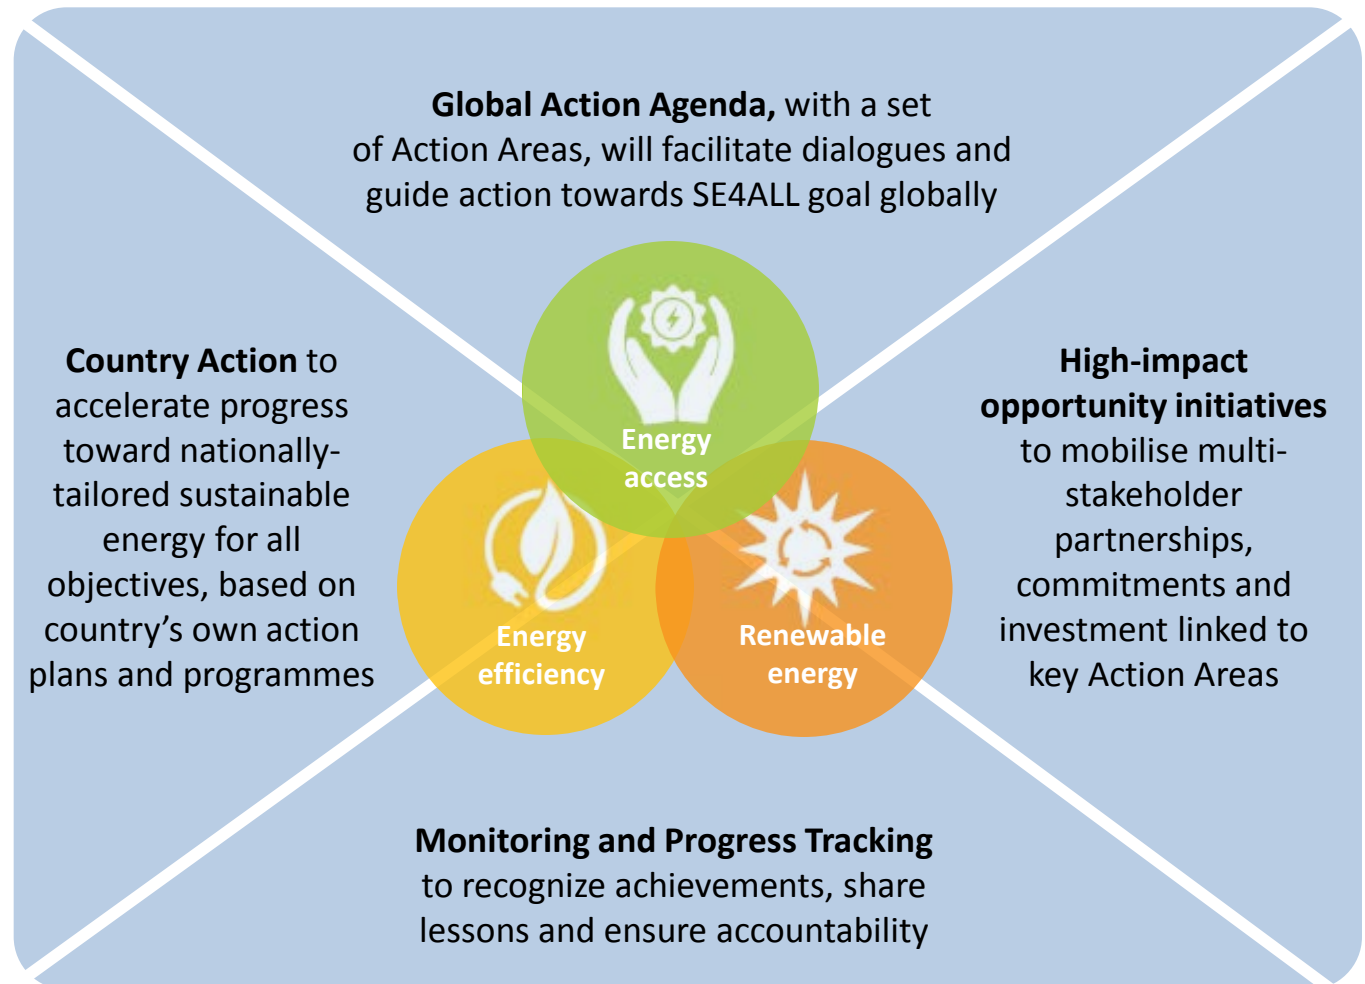 Global Action Agenda, with a set
of Action Areas, will facilitate dialogues and
guide action towards SE4ALL goal globally
Country Action to
accelerate progress
toward nationally-
tailored sustainable
energy for all
objectives, based on
country’s own action
plans and programmes
Energy
access
Energy
efficiency
Renewable
energy
High-impact
opportunity initiatives
to mobilise multi-
stakeholder
partnerships,
commitments and
investment linked to
key Action Areas
Monitoring and Progress Tracking
to recognize achievements, share
lessons and ensure accountability